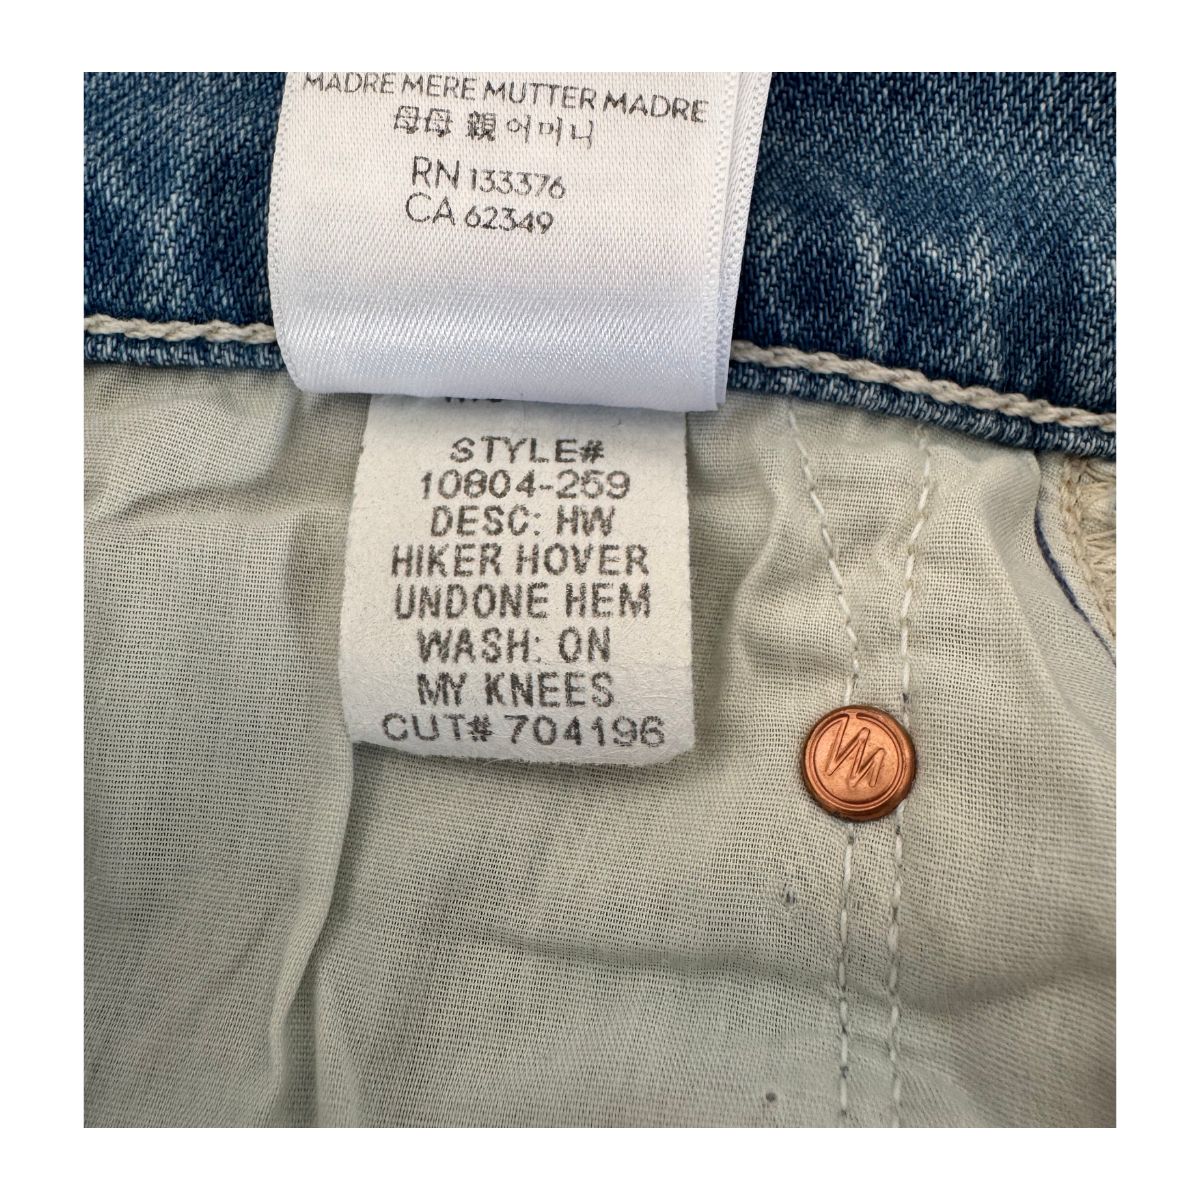 MADRE MERE MUTTER MADRE
母母 親 어머니
RN 133376
CA 62349
STYLE#
10804-259
DESC: HW
HIKER HOVER
UNDONE HEM
WASH: ON
MY KNEES
CUT# 704196